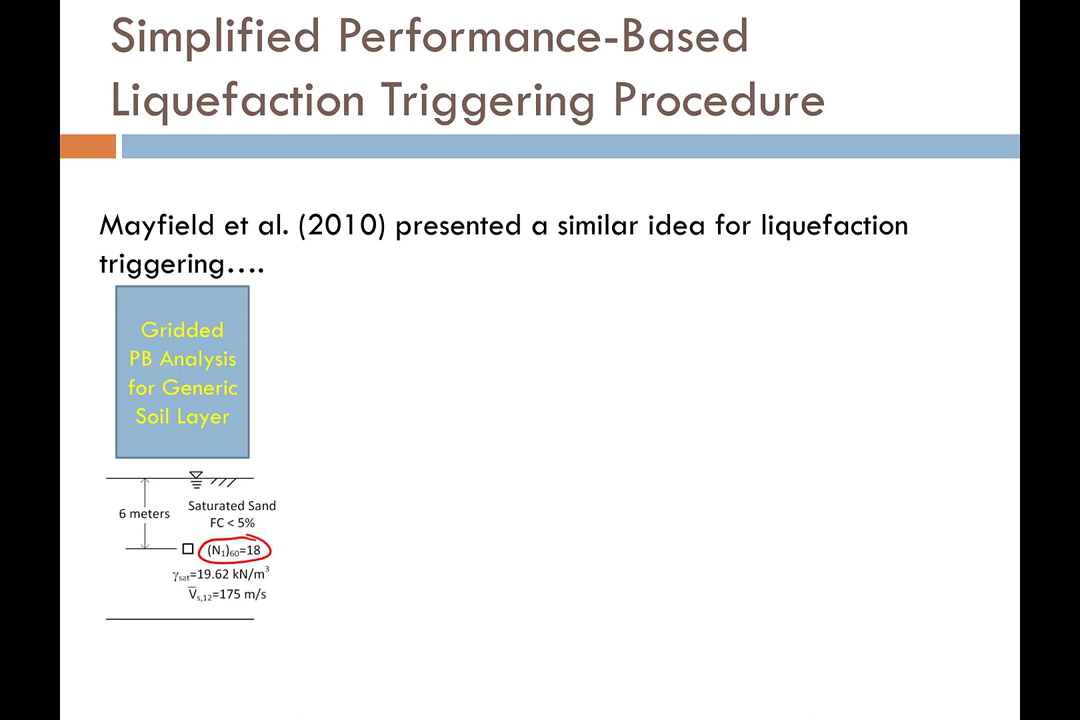 Simplified Performance-Based
Liquefaction Triggering Procedure
Mayfield et al. (2010) presented a similar idea for liquefaction
triggering….
Gridded
PB Analysis
for Generic
Soil Layer
6 meters
Saturated Sand
FC < 5%
(N₁)₆₀=18
γsat=19.62 kN/m³
V̅s,12=175 m/s